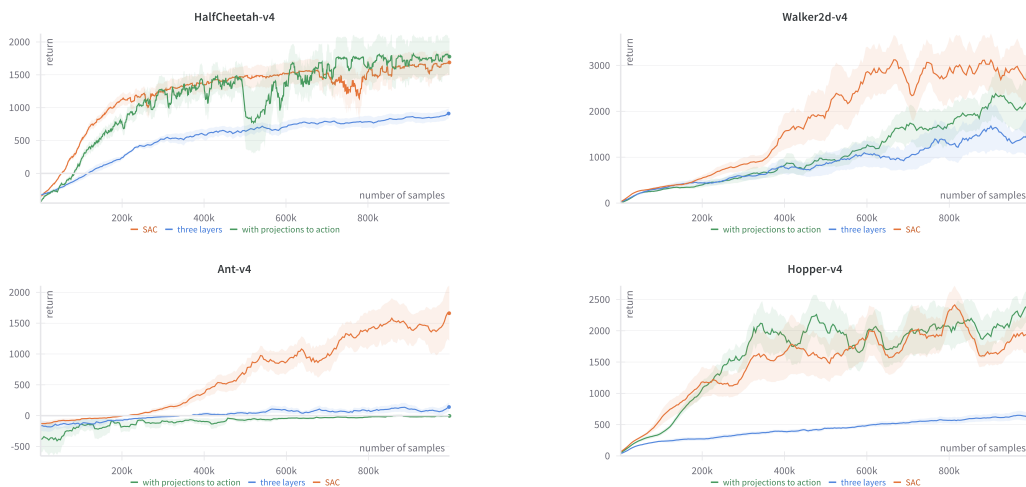 HalfCheetah-v4
return
2000
1500
1000
500
0
number of samples
200k 400k 600k 800k
SAC three layers with projections to action
Walker2d-v4
return
3000
2000
1000
0
number of samples
200k 400k 600k 800k
with projections to action three layers SAC
Ant-v4
return
2000
1500
1000
500
0
-500
number of samples
200k 400k 600k 800k
with projections to action three layers SAC
Hopper-v4
return
2500
2000
1500
1000
500
0
number of samples
200k 400k 600k 800k
with projections to action three layers SAC